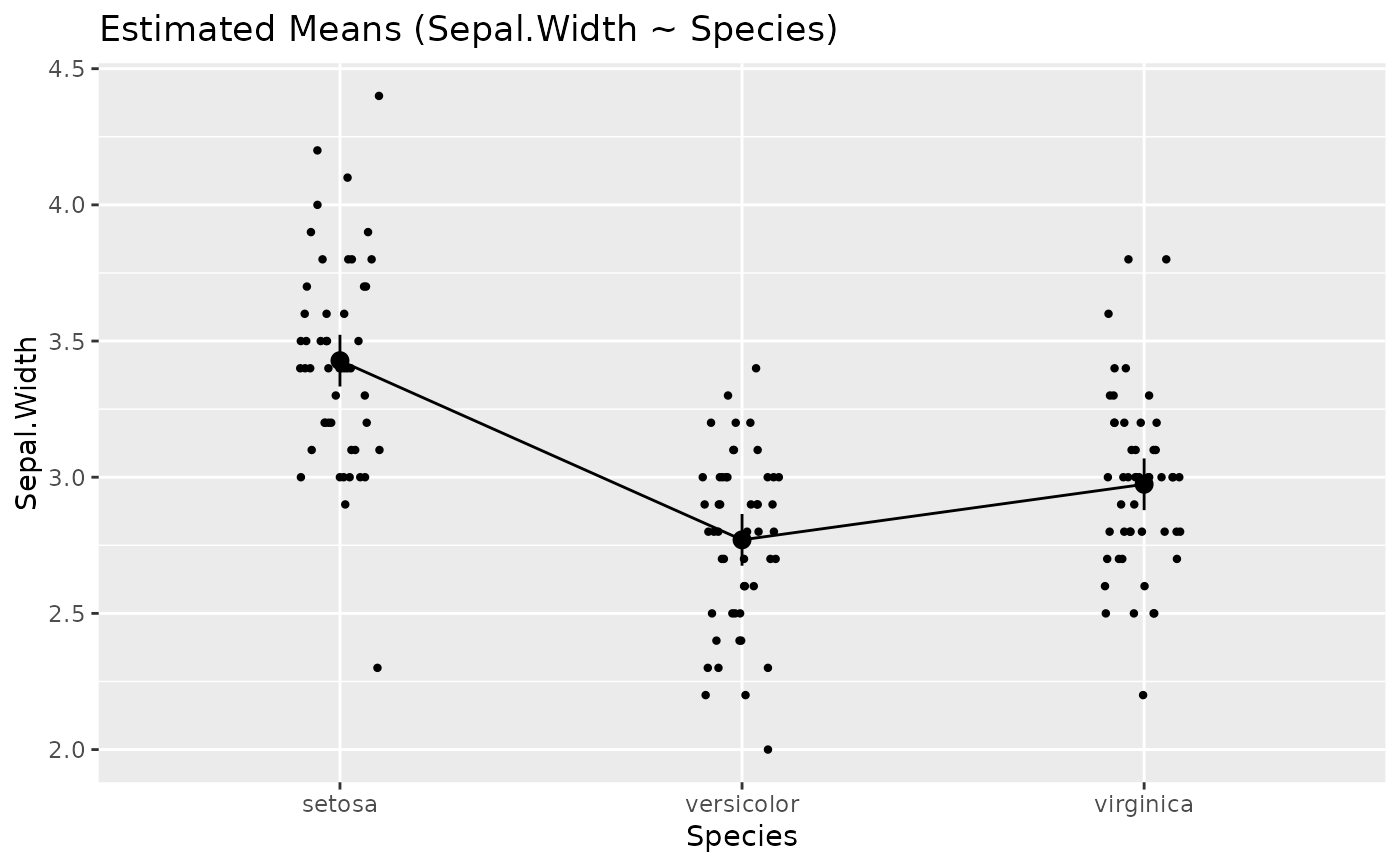 Estimated Means (Sepal.Width ~ Species)
4.5
4.0
3.5
3.0
2.5
2.0
Sepal.Width
setosa versicolor virginica
Species